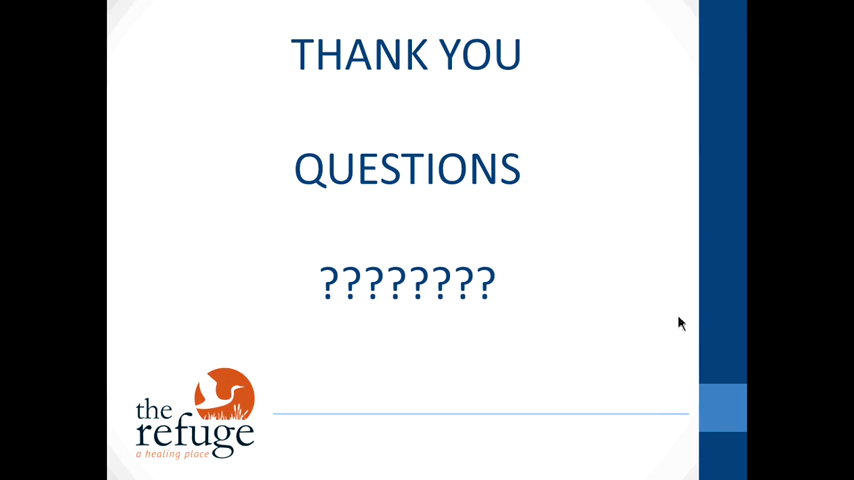 THANK YOU
QUESTIONS
????????
the
refuge
a healing place